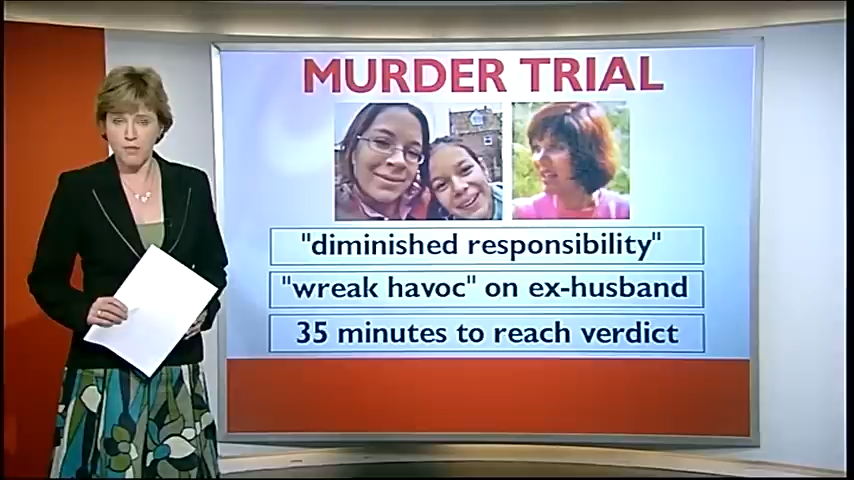 MURDER TRIAL
"diminished responsibility"
"wreak havoc" on ex-husband
35 minutes to reach verdict